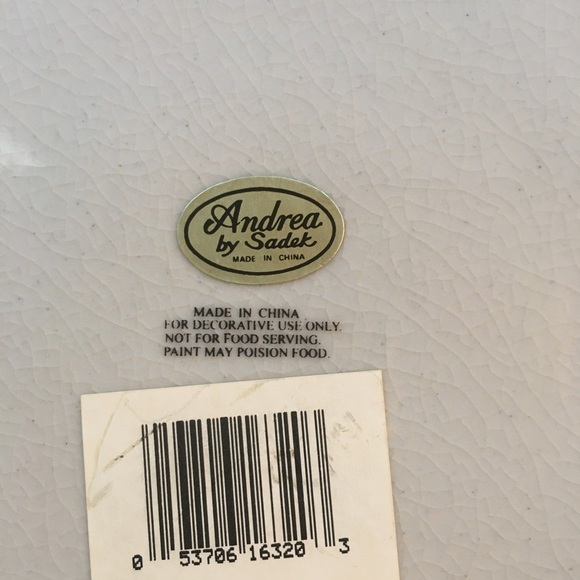 Andrea
by Sadek
MADE IN CHINA
MADE IN CHINA
FOR DECORATIVE USE ONLY.
NOT FOR FOOD SERVING.
PAINT MAY POISION FOOD.
0 53706 16320 3